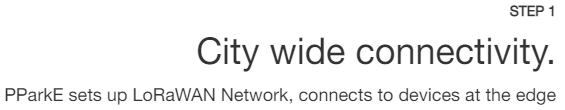 STEP 1
City wide connectivity.
PParkE sets up LoRaWAN Network, connects to devices at the edge